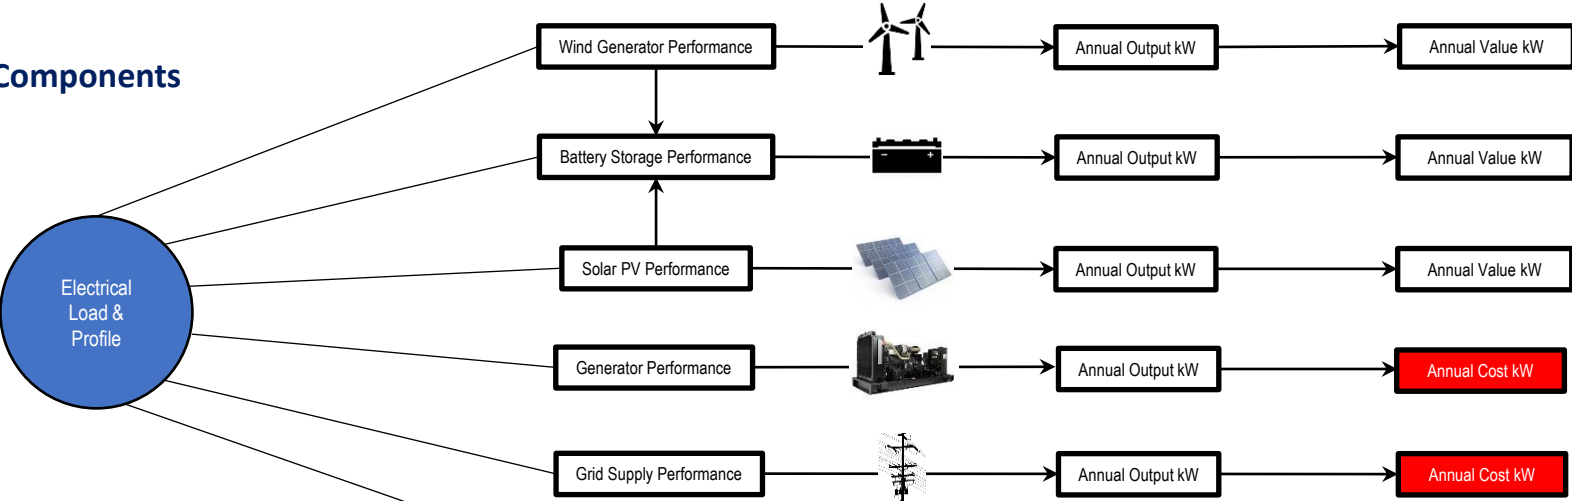 Components
Wind Generator Performance
Annual Output kW
Annual Value kW
Battery Storage Performance
Annual Output kW
Annual Value kW
Solar PV Performance
Annual Output kW
Annual Value kW
Electrical
Load &
Profile
Generator Performance
Annual Output kW
Annual Cost kW
Grid Supply Performance
Annual Output kW
Annual Cost kW